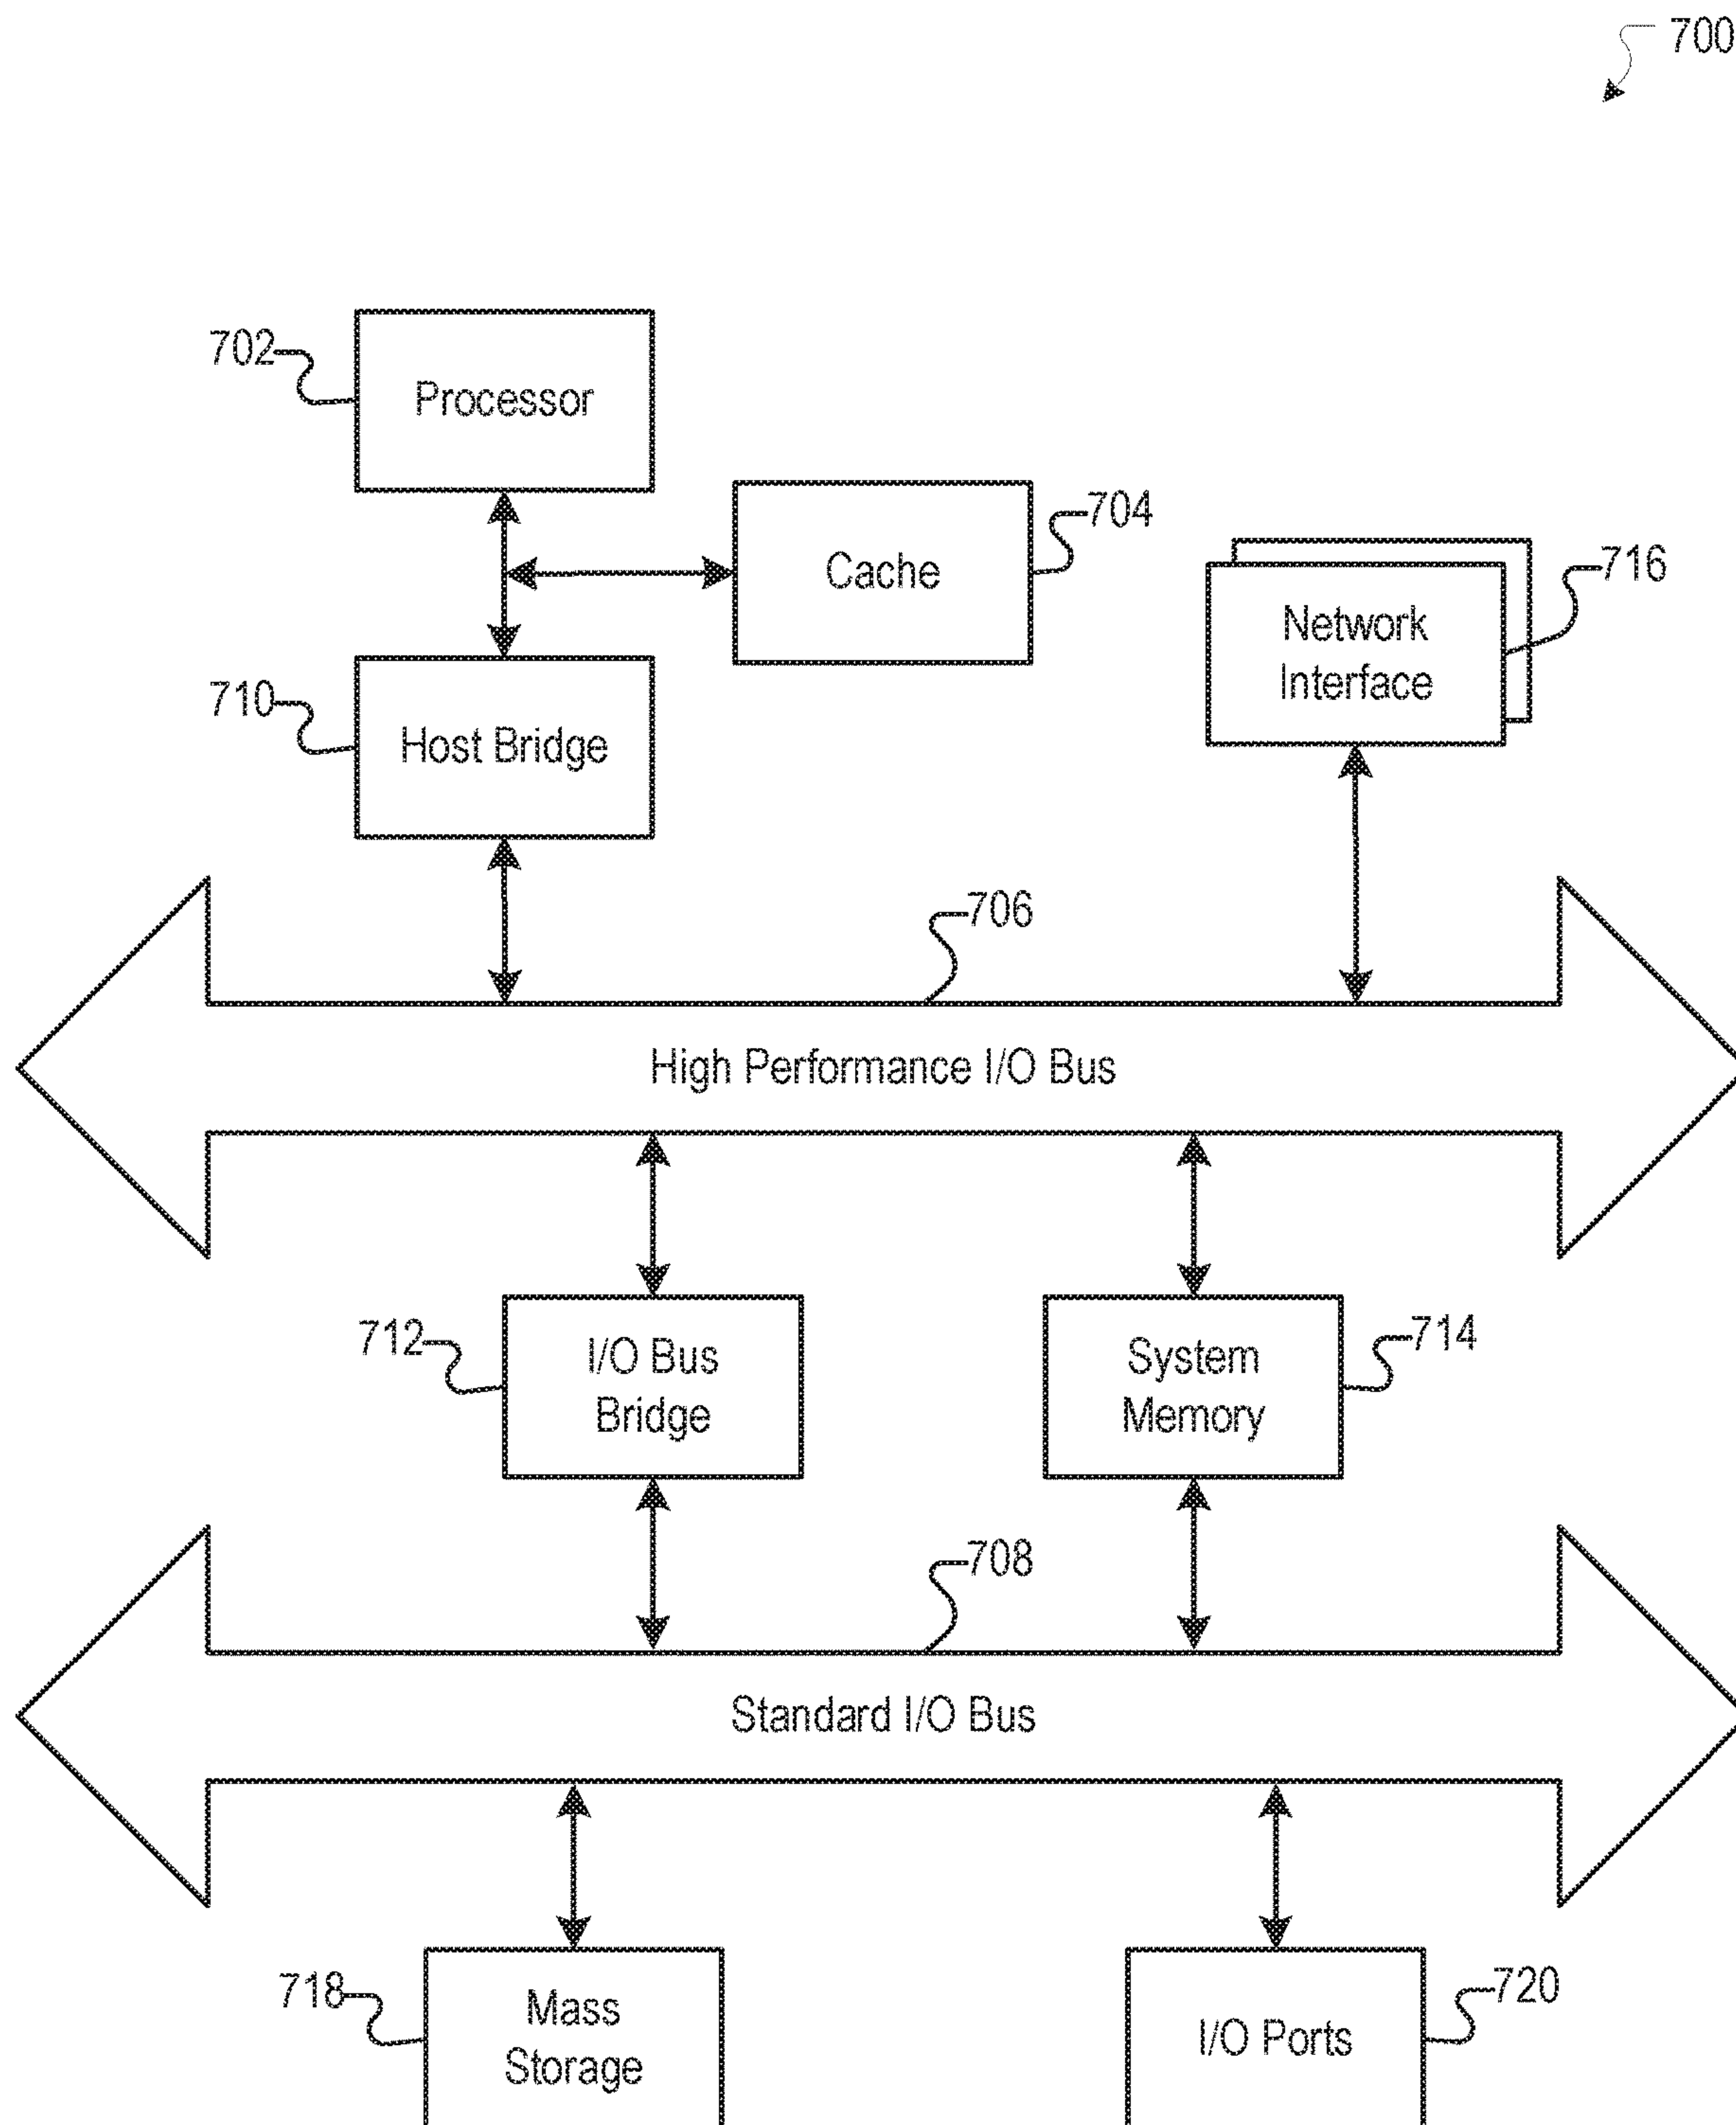 700
702
Processor
Cache
704
Network
Interface
716
710
Host Bridge
706
High Performance I/O Bus
712
I/O Bus
Bridge
System
Memory
714
708
Standard I/O Bus
718
Mass
Storage
I/O Ports
720